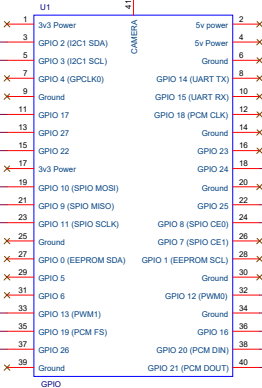 U1
41
CAMERA
1 3v3 Power 5v power 2
3 GPIO 2 (I2C1 SDA) 5v Power 4
5 GPIO 3 (I2C1 SCL) Ground 6
7 GPIO 4 (GPCLK0) GPIO 14 (UART TX) 8
9 Ground GPIO 15 (UART RX) 10
11 GPIO 17 GPIO 18 (PCM CLK) 12
13 GPIO 27 Ground 14
15 GPIO 22 GPIO 23 16
17 3v3 Power GPIO 24 18
19 GPIO 10 (SPIO MOSI) Ground 20
21 GPIO 9 (SPIO MISO) GPIO 25 22
23 GPIO 11 (SPIO SCLK) GPIO 8 (SPIO CE0) 24
25 Ground GPIO 7 (SPIO CE1) 26
27 GPIO 0 (EEPROM SDA) GPIO 1 (EEPROM SCL) 28
29 GPIO 5 Ground 30
31 GPIO 6 GPIO 12 (PWM0) 32
33 GPIO 13 (PWM1) Ground 34
35 GPIO 19 (PCM FS) GPIO 16 36
37 GPIO 26 GPIO 20 (PCM DIN) 38
39 Ground GPIO 21 (PCM DOUT) 40
GPIO